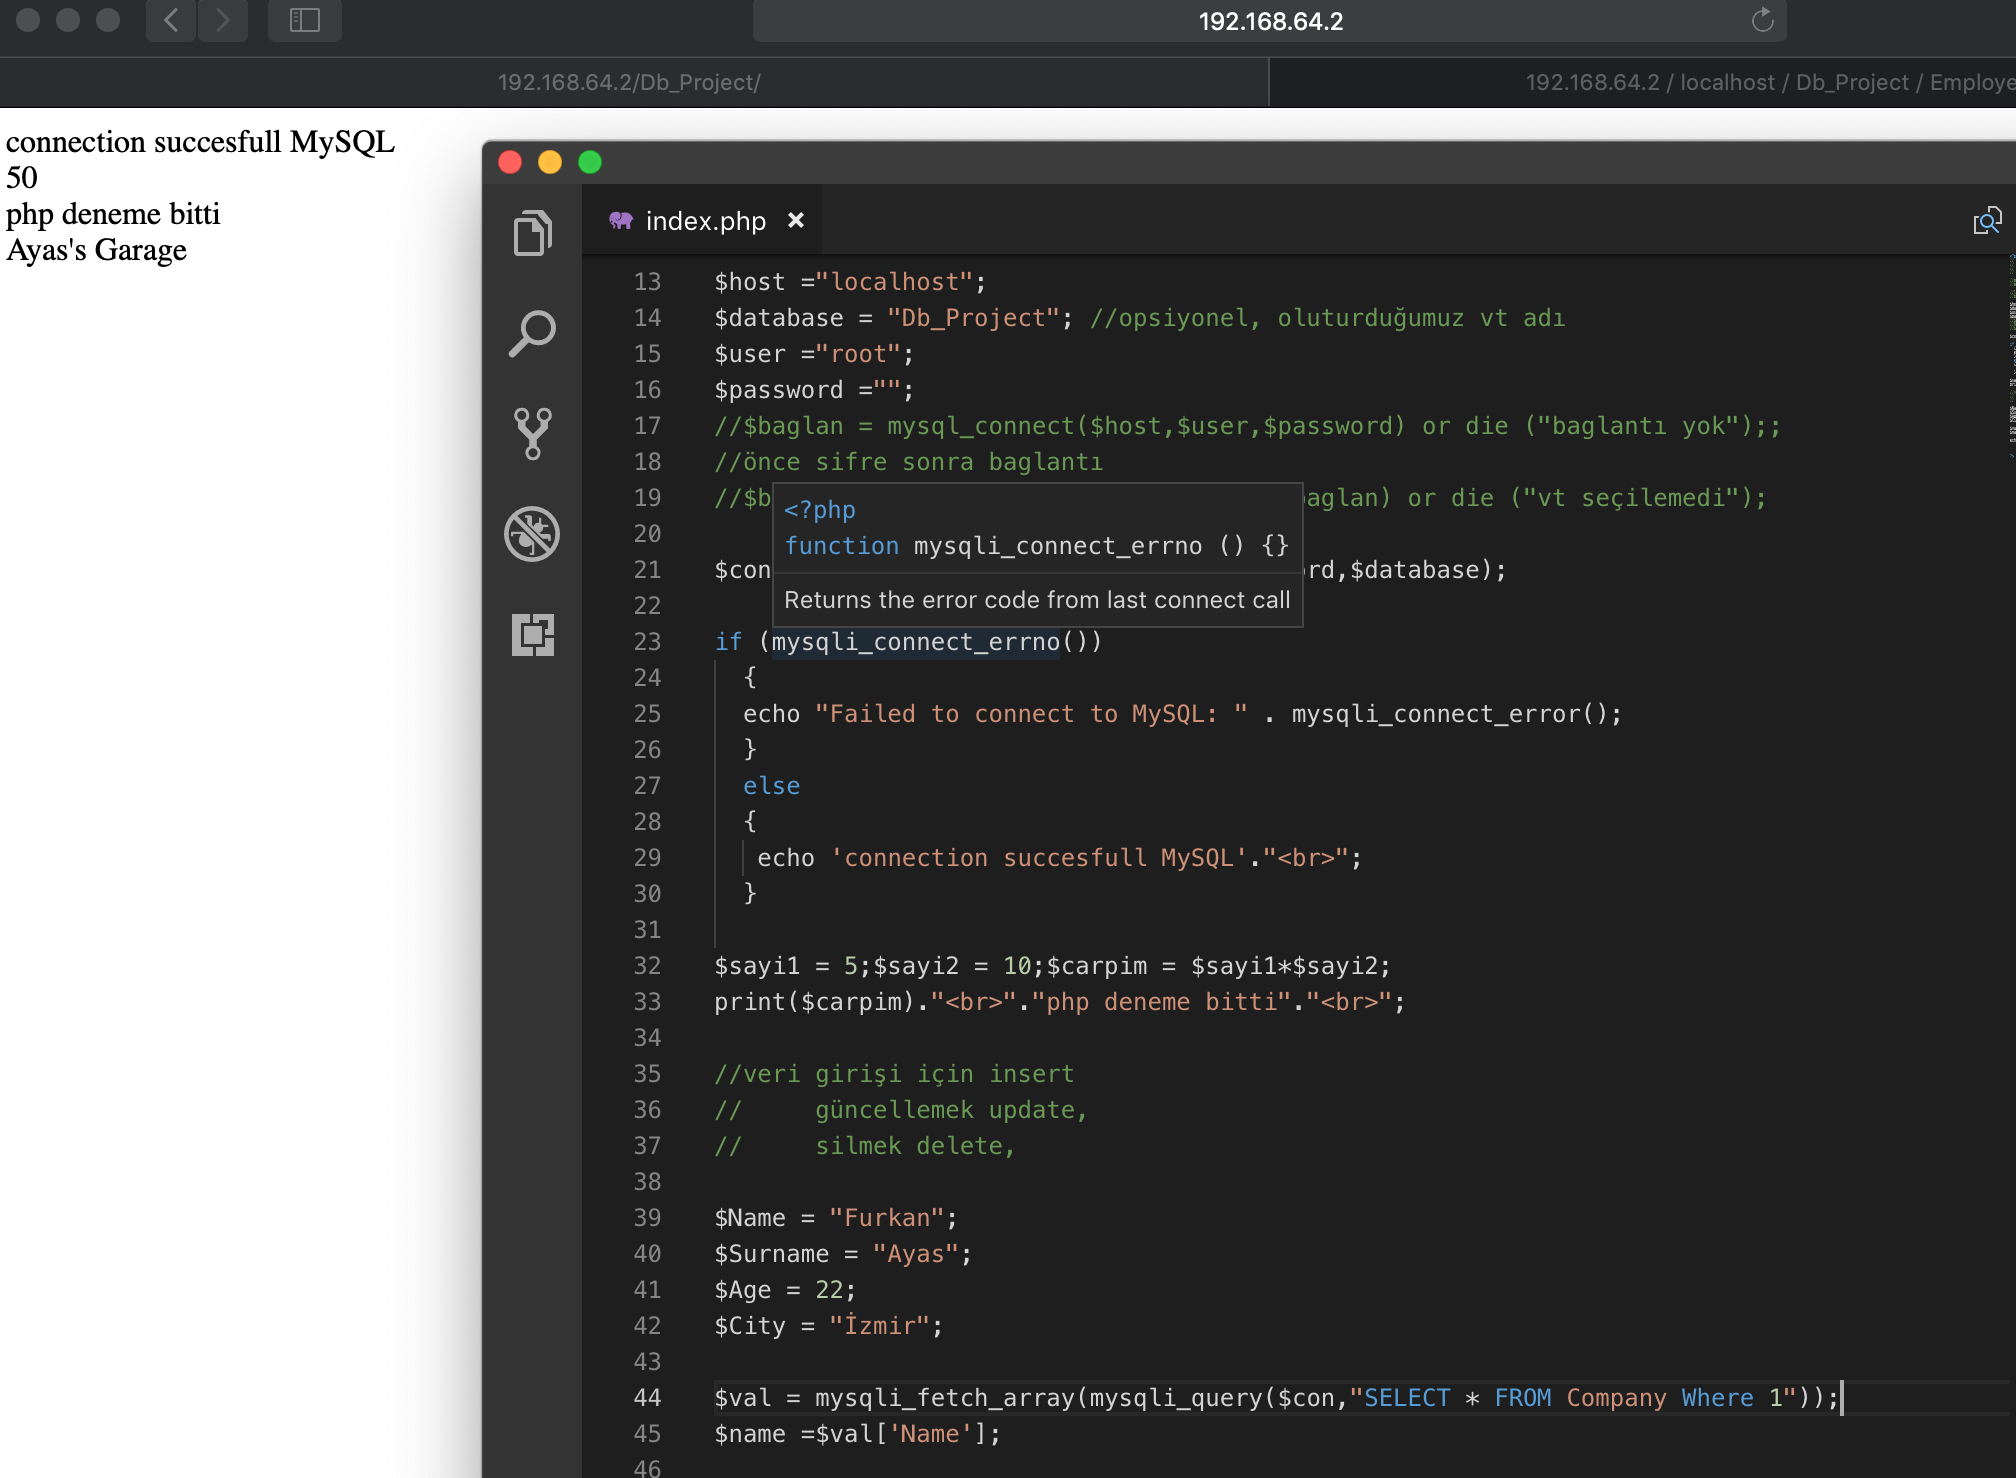 192.168.64.2
192.168.64.2/Db_Project/
192.168.64.2 / localhost / Db_Project / Employe
connection succesfull MySQL
50
php deneme bitti
Ayas's Garage
index.php
13 $host ="localhost";
14 $database = "Db_Project"; //opsiyonel, oluturduğumuz vt adı
15 $user ="root";
16 $password ="";
17 //$baglan = mysql_connect($host,$user,$password) or die ("baglantı yok");;
18 //önce sifre sonra baglantı
19 //$b aglan) or die ("vt seçilemedi");
<?php
20
function mysqli_connect_errno () {}
21 $con rd,$database);
Returns the error code from last connect call
22
23 if (mysqli_connect_errno())
24 {
25 echo "Failed to connect to MySQL: " . mysqli_connect_error();
26 }
27 else
28 {
29 echo 'connection succesfull MySQL'."<br>";
30 }
31
32 $sayi1 = 5;$sayi2 = 10;$carpim = $sayi1*$sayi2;
33 print($carpim)."<br>"."php deneme bitti"."<br>";
34
35 //veri girişi için insert
36 // güncellemek update,
37 // silmek delete,
38
39 $Name = "Furkan";
40 $Surname = "Ayas";
41 $Age = 22;
42 $City = "İzmir";
43
44 $val = mysqli_fetch_array(mysqli_query($con,"SELECT * FROM Company Where 1"));
45 $name =$val['Name'];
46